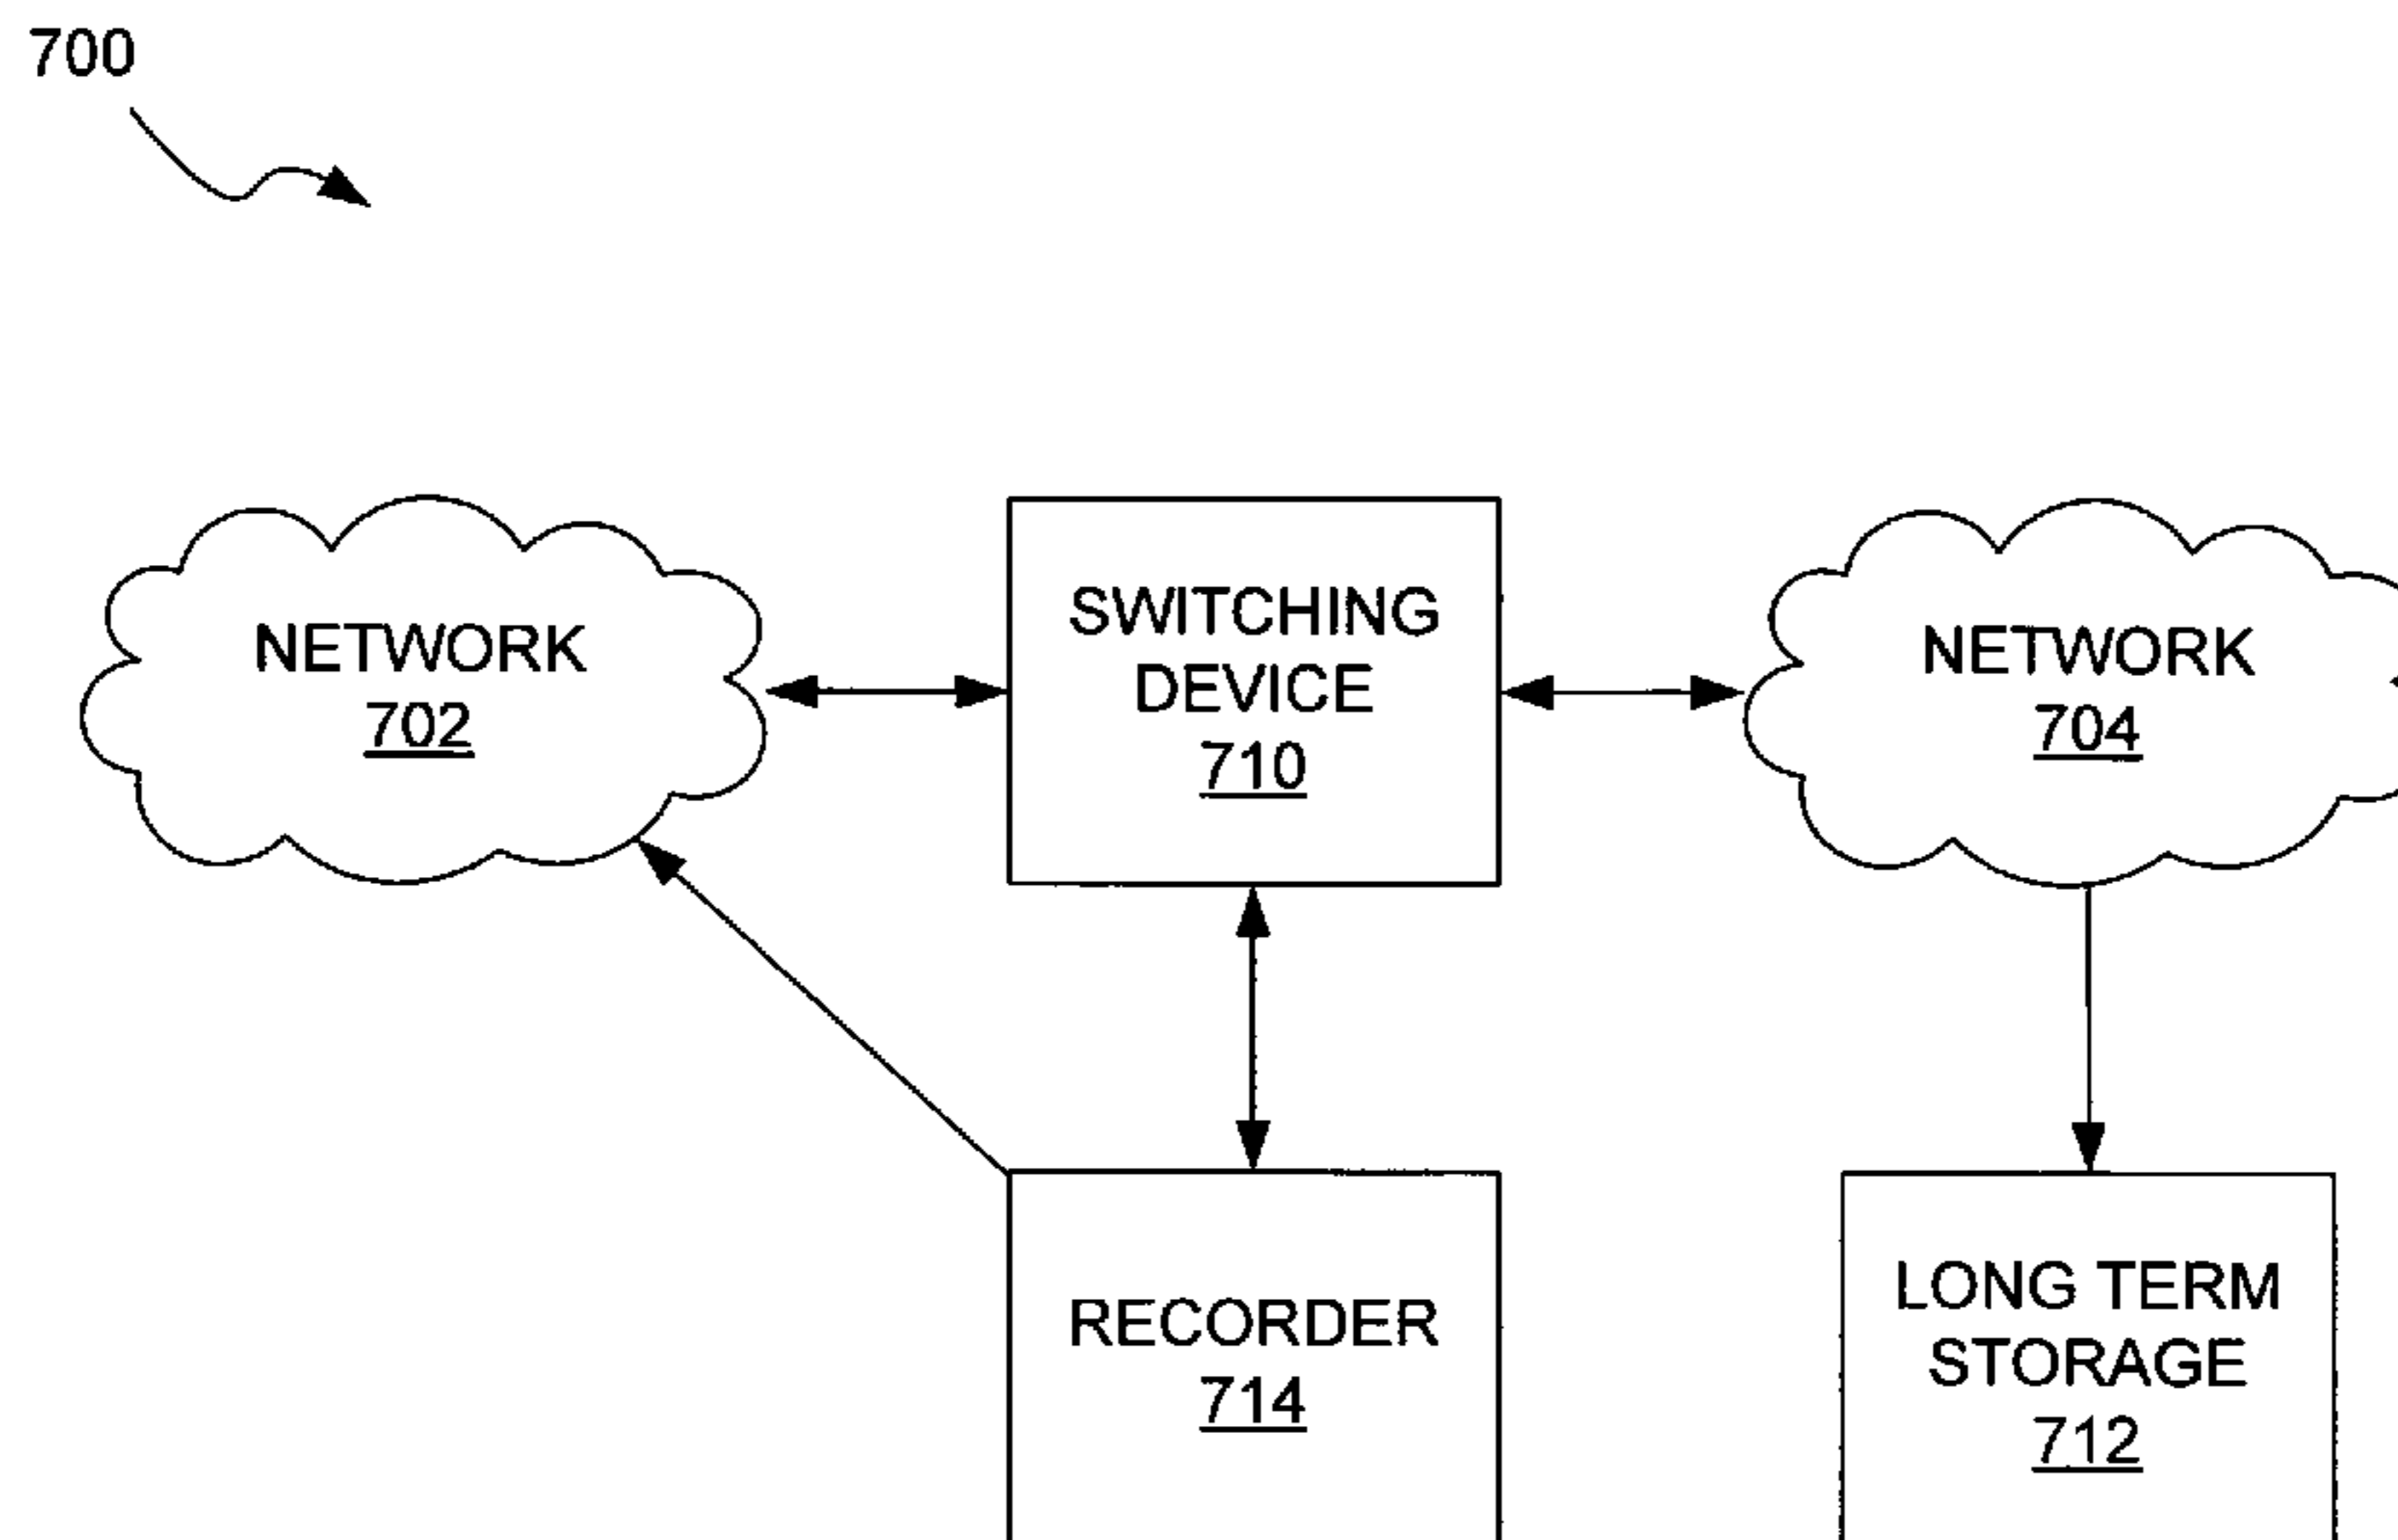 700
NETWORK
702
SWITCHING
DEVICE
710
NETWORK
704
RECORDER
714
LONG TERM
STORAGE
712